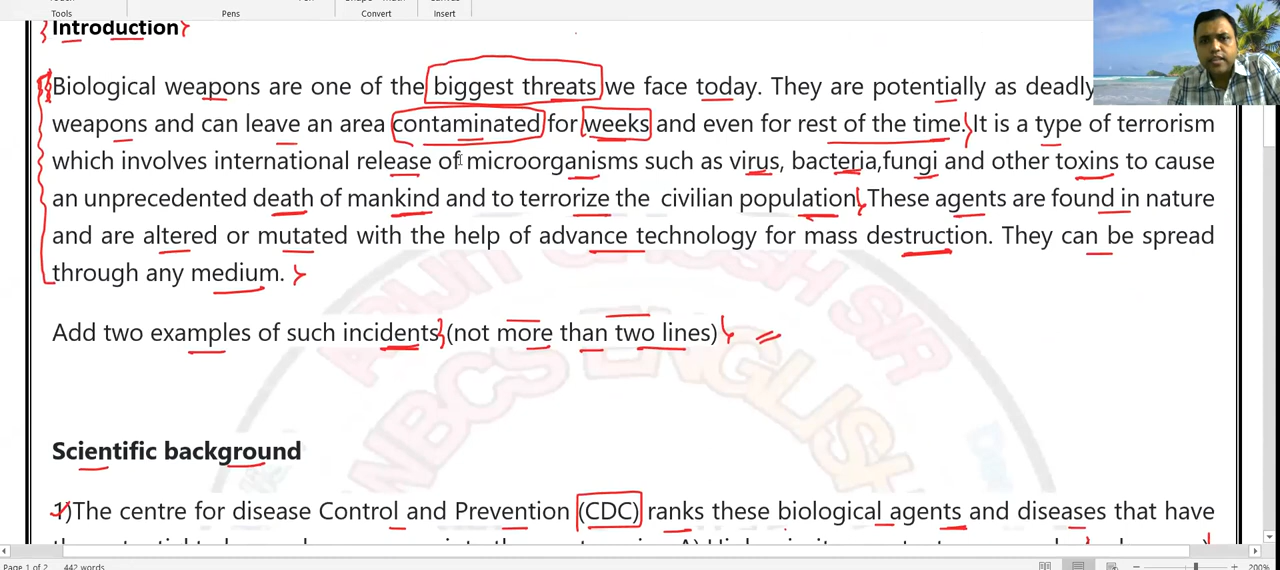 Tools
Pens
Convert
Insert
Introduction
Biological weapons are one of the biggest threats we face today. They are potentially as deadly
weapons and can leave an area contaminated for weeks and even for rest of the time. It is a type of terrorism
which involves international release of microorganisms such as virus, bacteria,fungi and other toxins to cause
an unprecedented death of mankind and to terrorize the civilian population. These agents are found in nature
and are altered or mutated with the help of advance technology for mass destruction. They can be spread
through any medium.
Add two examples of such incidents (not more than two lines)
Scientific background
1)The centre for disease Control and Prevention (CDC) ranks these biological agents and diseases that have
Page 1 of 2 442 words
200%
ARIJIT GHOSH SIR
WBCS ENGLISH